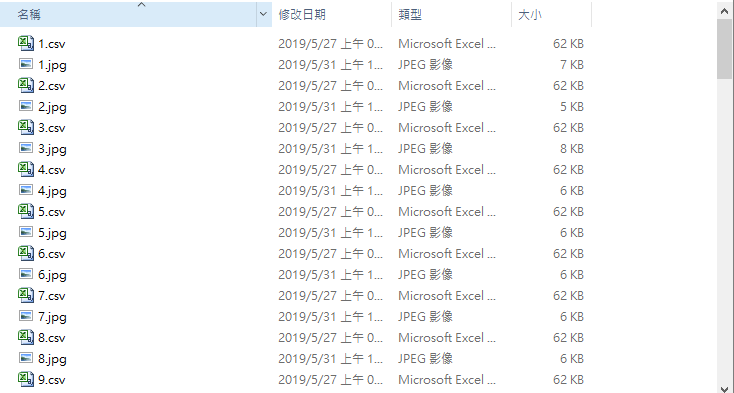 名稱 修改日期 類型 大小
1.csv 2019/5/27 上午 0... Microsoft Excel ... 62 KB
1.jpg 2019/5/31 上午 1... JPEG 影像 7 KB
2.csv 2019/5/27 上午 0... Microsoft Excel ... 62 KB
2.jpg 2019/5/31 上午 1... JPEG 影像 5 KB
3.csv 2019/5/27 上午 0... Microsoft Excel ... 62 KB
3.jpg 2019/5/31 上午 1... JPEG 影像 8 KB
4.csv 2019/5/27 上午 0... Microsoft Excel ... 62 KB
4.jpg 2019/5/31 上午 1... JPEG 影像 6 KB
5.csv 2019/5/27 上午 0... Microsoft Excel ... 62 KB
5.jpg 2019/5/31 上午 1... JPEG 影像 6 KB
6.csv 2019/5/27 上午 0... Microsoft Excel ... 62 KB
6.jpg 2019/5/31 上午 1... JPEG 影像 6 KB
7.csv 2019/5/27 上午 0... Microsoft Excel ... 62 KB
7.jpg 2019/5/31 上午 1... JPEG 影像 6 KB
8.csv 2019/5/27 上午 0... Microsoft Excel ... 62 KB
8.jpg 2019/5/31 上午 1... JPEG 影像 6 KB
9.csv 2019/5/27 上午 0... Microsoft Excel ... 62 KB